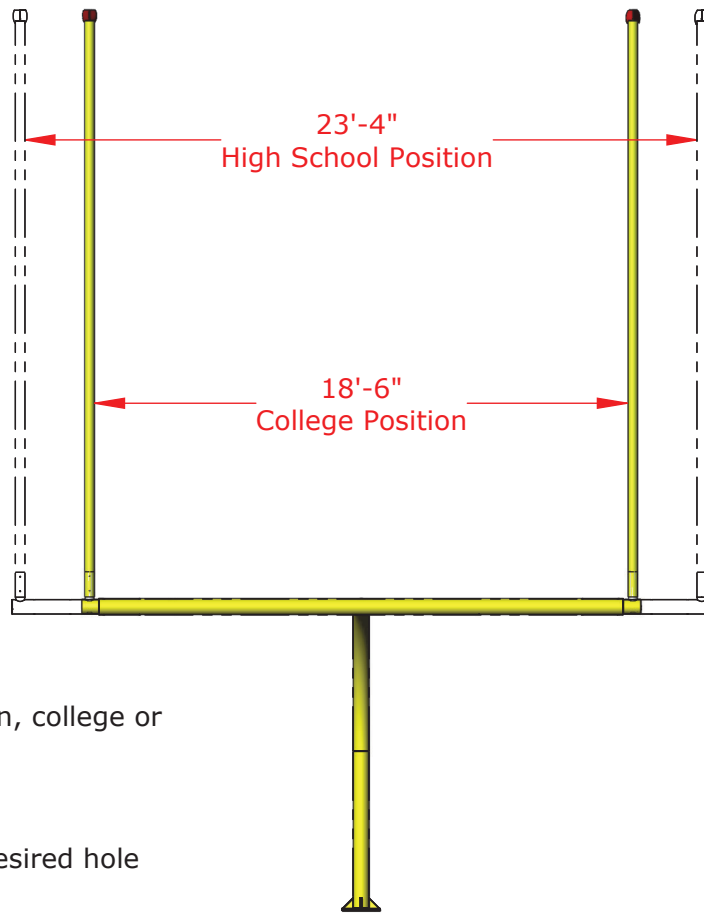 23'-4"
High School Position
18'-6"
College Position
n, college or
esired hole